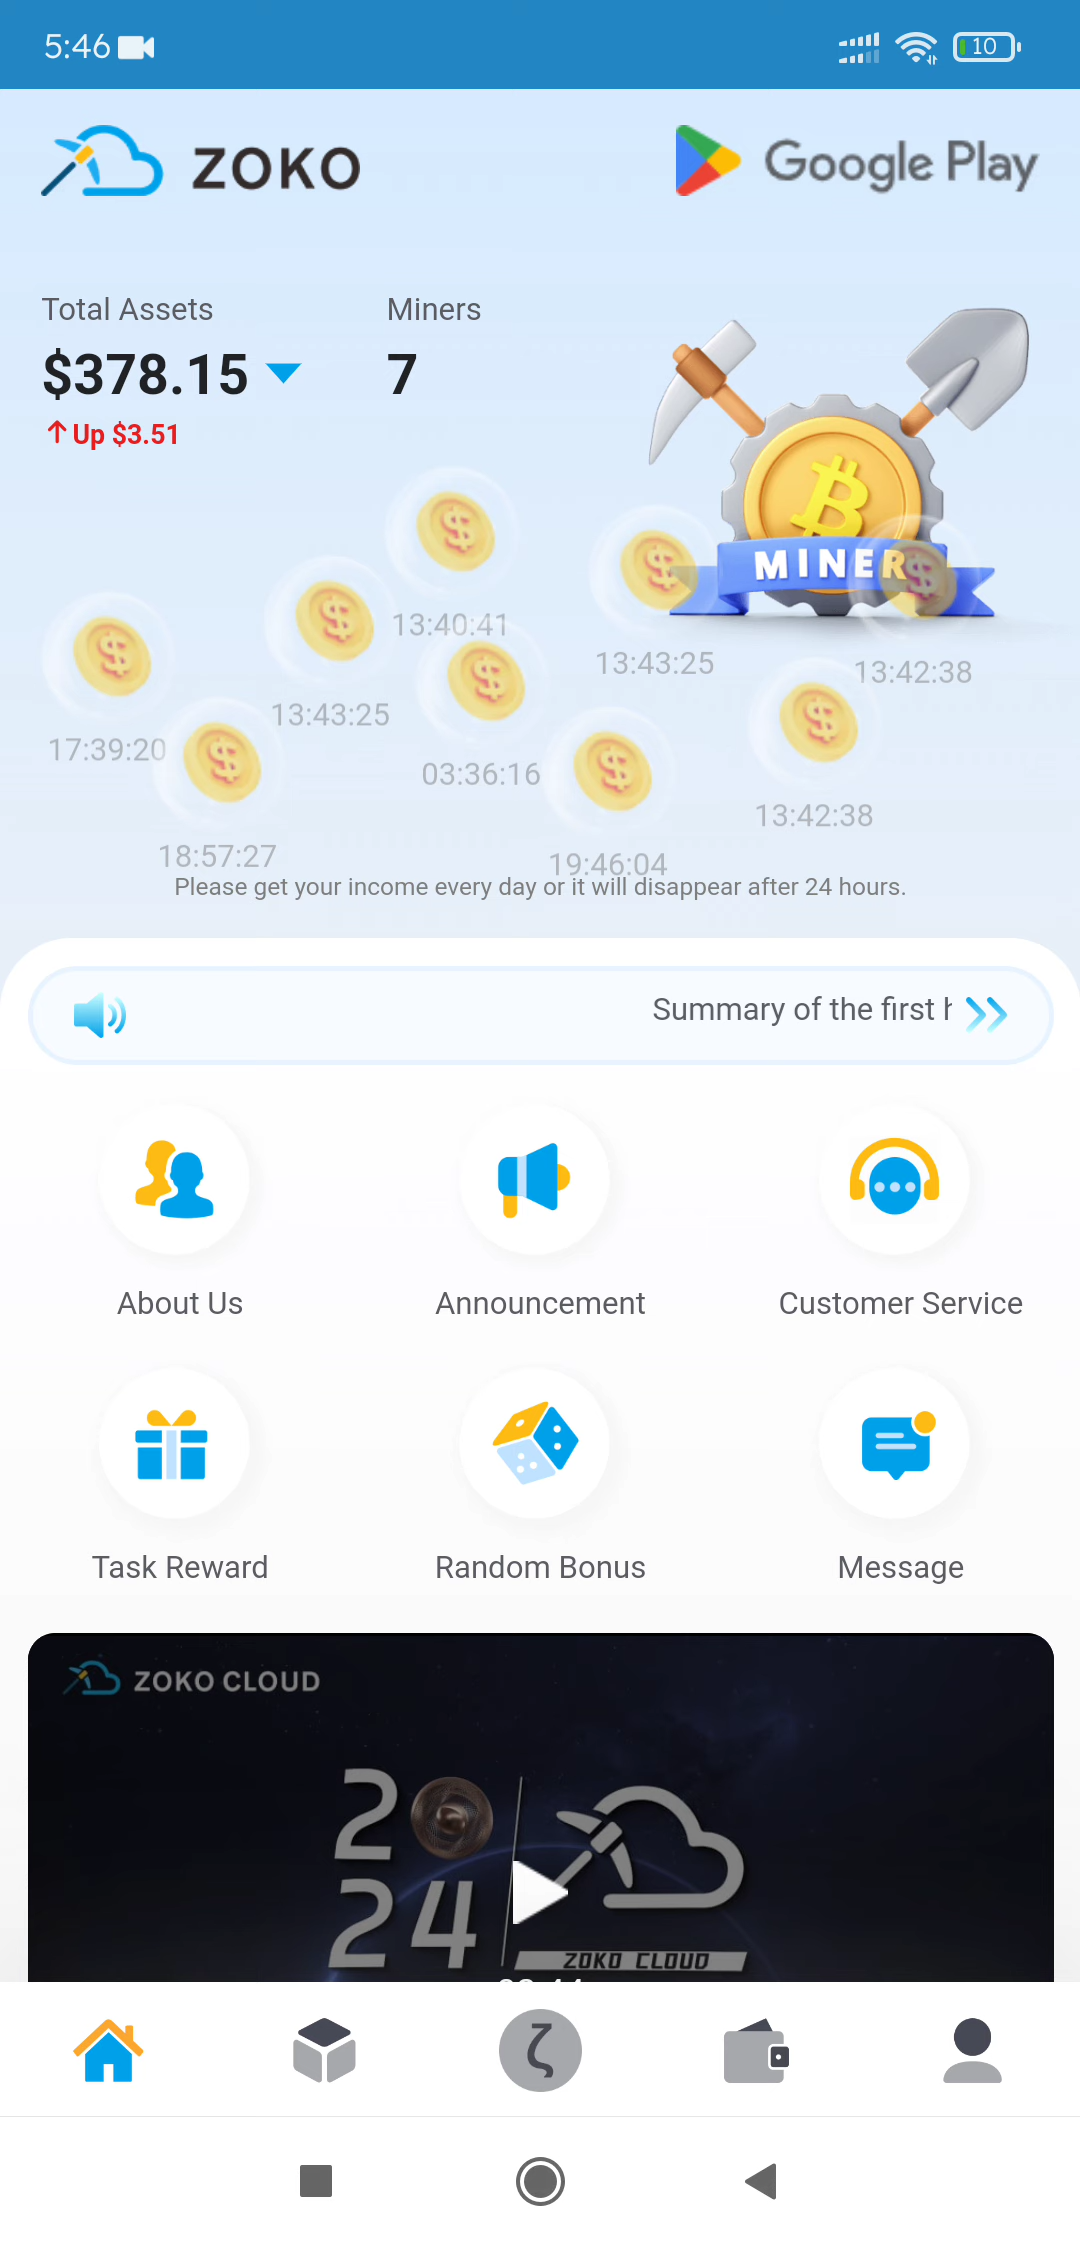 5:46
10
ZOKO
Google Play
Total Assets
Miners
$378.15
7
Up $3.51
MINER
13:40:41
13:43:25
13:42:38
13:43:25
17:39:20
03:36:16
13:42:38
18:57:27
19:46:04
Please get your income every day or it will disappear after 24 hours.
Summary of the first
About Us
Announcement
Customer Service
Task Reward
Random Bonus
Message
ZOKO CLOUD
2024
ZOKO CLOUD